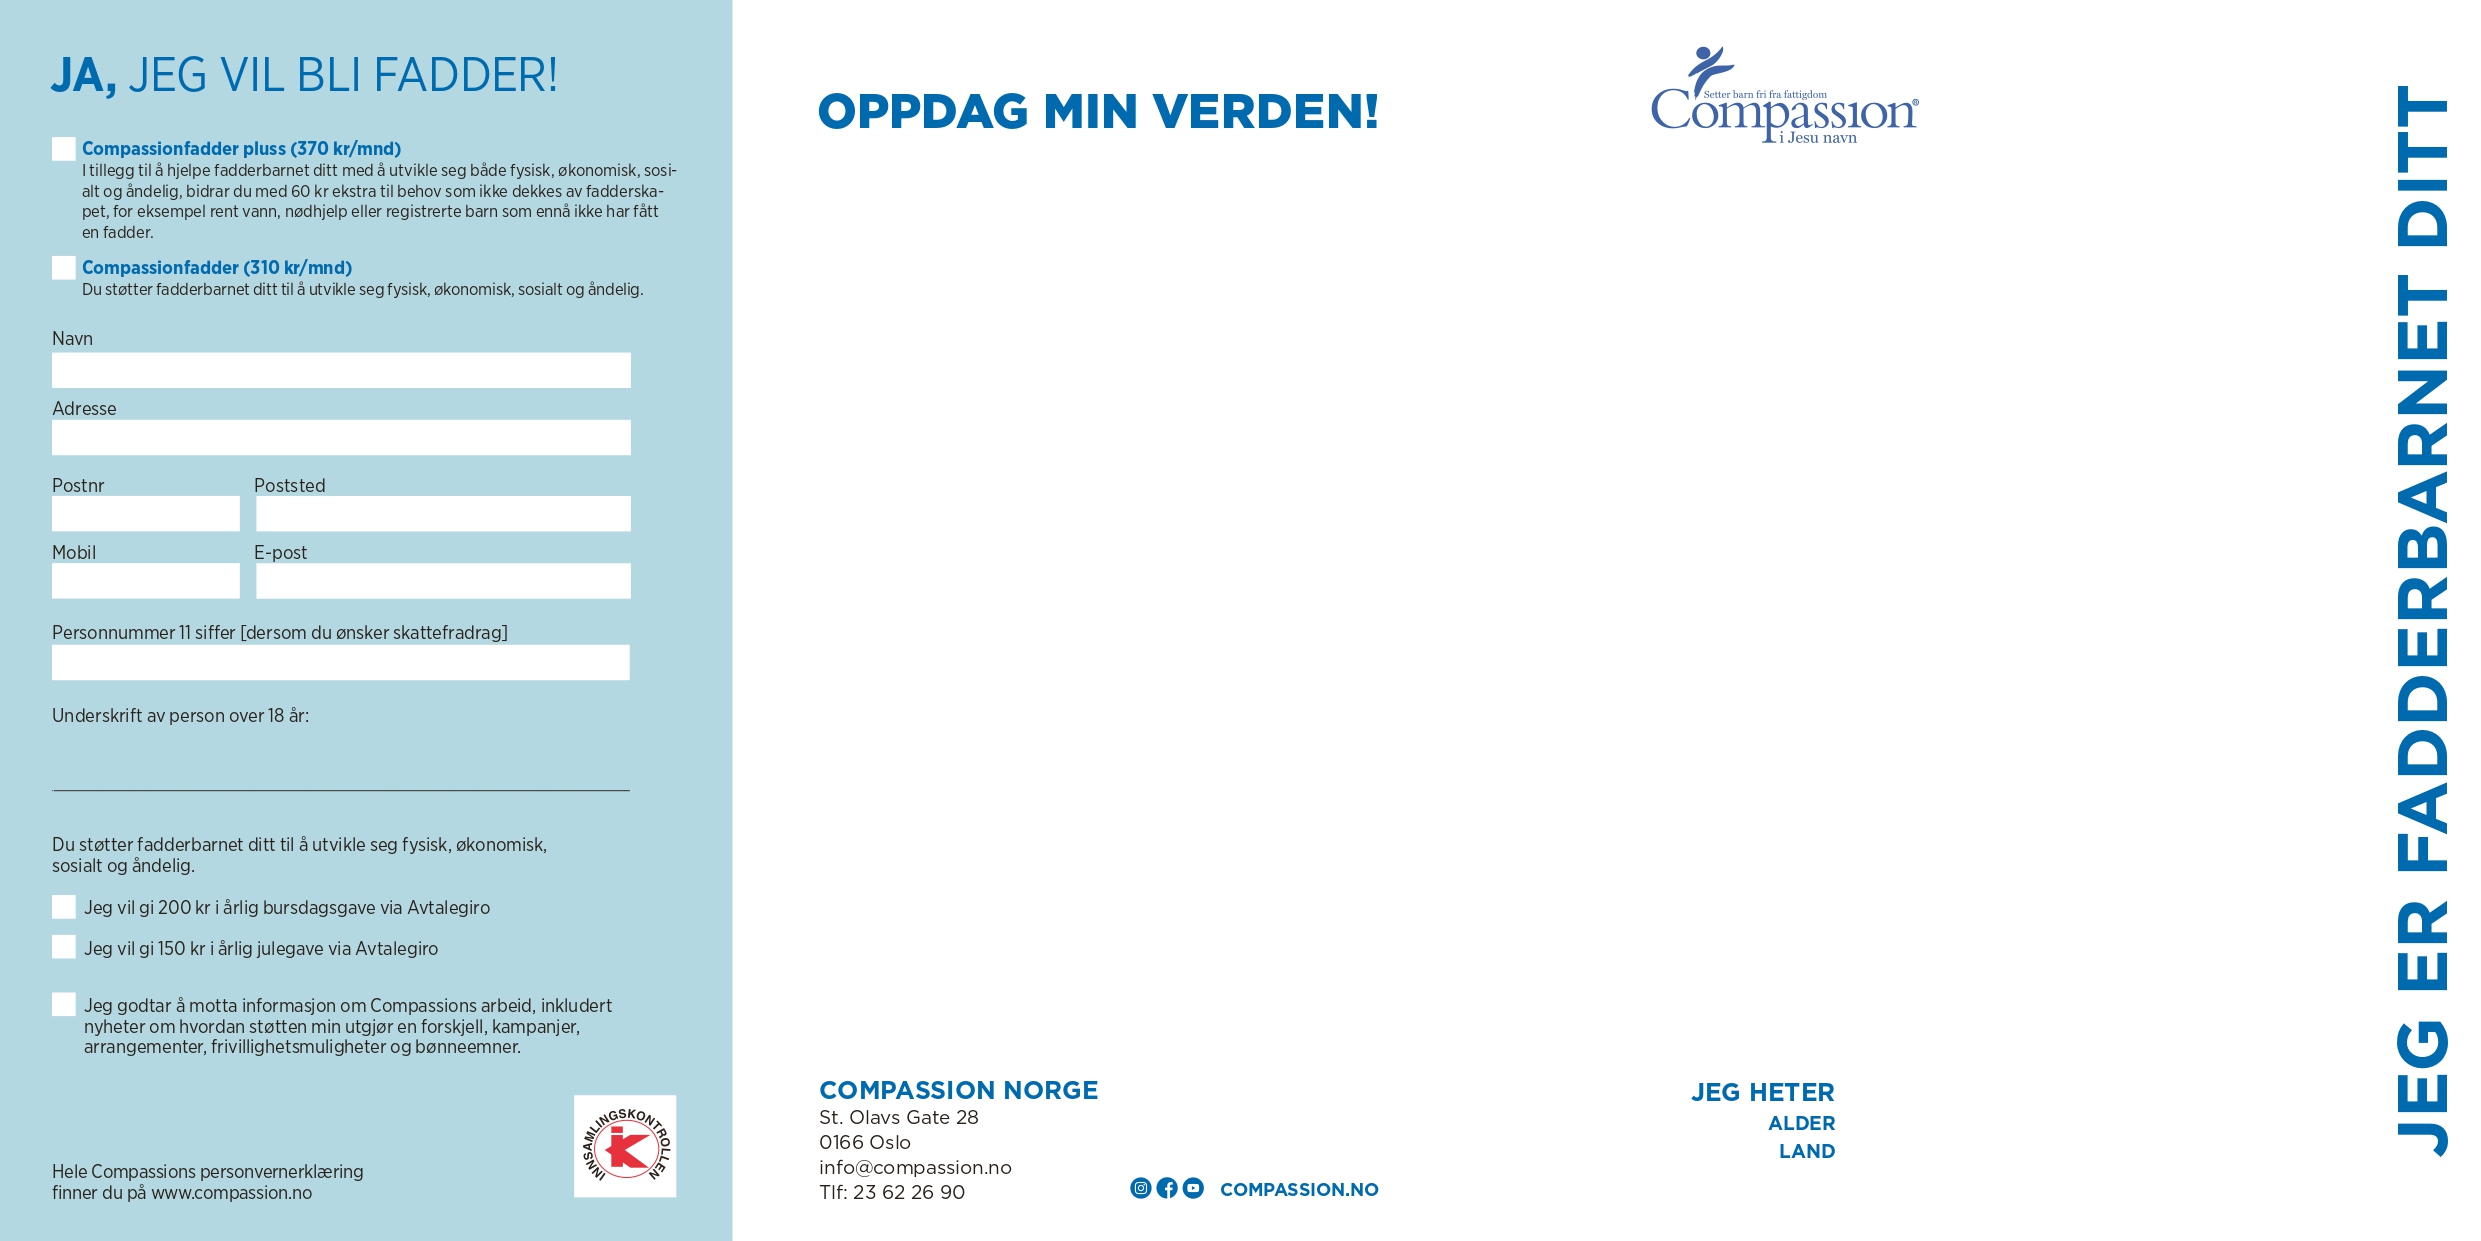 JA, JEG VIL BLI FADDER!
Compassionfadder pluss (370 kr/mnd)
I tillegg til å hjelpe fadderbarnet ditt med å utvikle seg både fysisk, økonomisk, sosi-
alt og åndelig, bidrar du med 60 kr ekstra til behov som ikke dekkes av fadderska-
pet, for eksempel rent vann, nødhjelp eller registrerte barn som ennå ikke har fått
en fadder.
Compassionfadder (310 kr/mnd)
Du støtter fadderbarnet ditt til å utvikle seg fysisk, økonomisk, sosialt og åndelig.
Navn
Adresse
Postnr Poststed
Mobil E-post
Personnummer 11 siffer [dersom du ønsker skattefradrag]
Underskrift av person over 18 år:
Du støtter fadderbarnet ditt til å utvikle seg fysisk, økonomisk,
sosialt og åndelig.
Jeg vil gi 200 kr i årlig bursdagsgave via Avtalegiro
Jeg vil gi 150 kr i årlig julegave via Avtalegiro
Jeg godtar å motta informasjon om Compassions arbeid, inkludert
nyheter om hvordan støtten min utgjør en forskjell, kampanjer,
arrangementer, frivillighetsmuligheter og bønneemner.
Hele Compassions personvernerklæring
finner du på www.compassion.no
INNSAMLINGSKONTROLLEN
OPPDAG MIN VERDEN!
COMPASSION NORGE
St. Olavs Gate 28
0166 Oslo
info@compassion.no
Tlf: 23 62 26 90
COMPASSION.NO
Setter barn fri fra fattigdom
Compassion®
i Jesu navn
JEG HETER
ALDER
LAND
JEG ER FADDERBARNET DITT